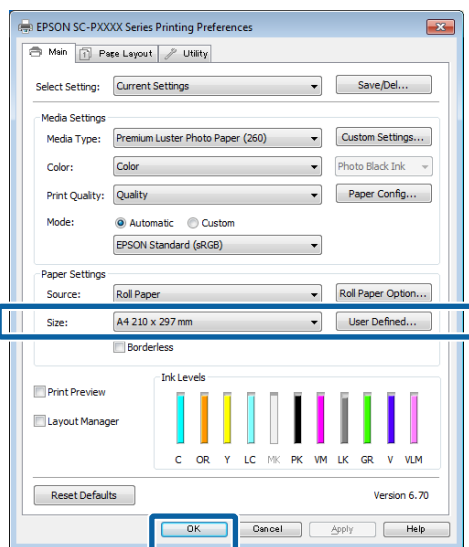 EPSON SC-PXXXX Series Printing Preferences
Main Page Layout Utility
Select Setting: Current Settings Save/Del...
Media Settings
Media Type: Premium Luster Photo Paper (260) Custom Settings...
Color: Color Photo Black Ink
Print Quality: Quality Paper Config...
Mode: Automatic Custom
EPSON Standard (sRGB)
Paper Settings
Source: Roll Paper Roll Paper Option...
Size: A4 210 x 297 mm User Defined...
Borderless
Ink Levels
Print Preview
Layout Manager
C OR Y LC MK PK VM LK GR V VLM
Reset Defaults Version 6.70
OK Cancel Apply Help